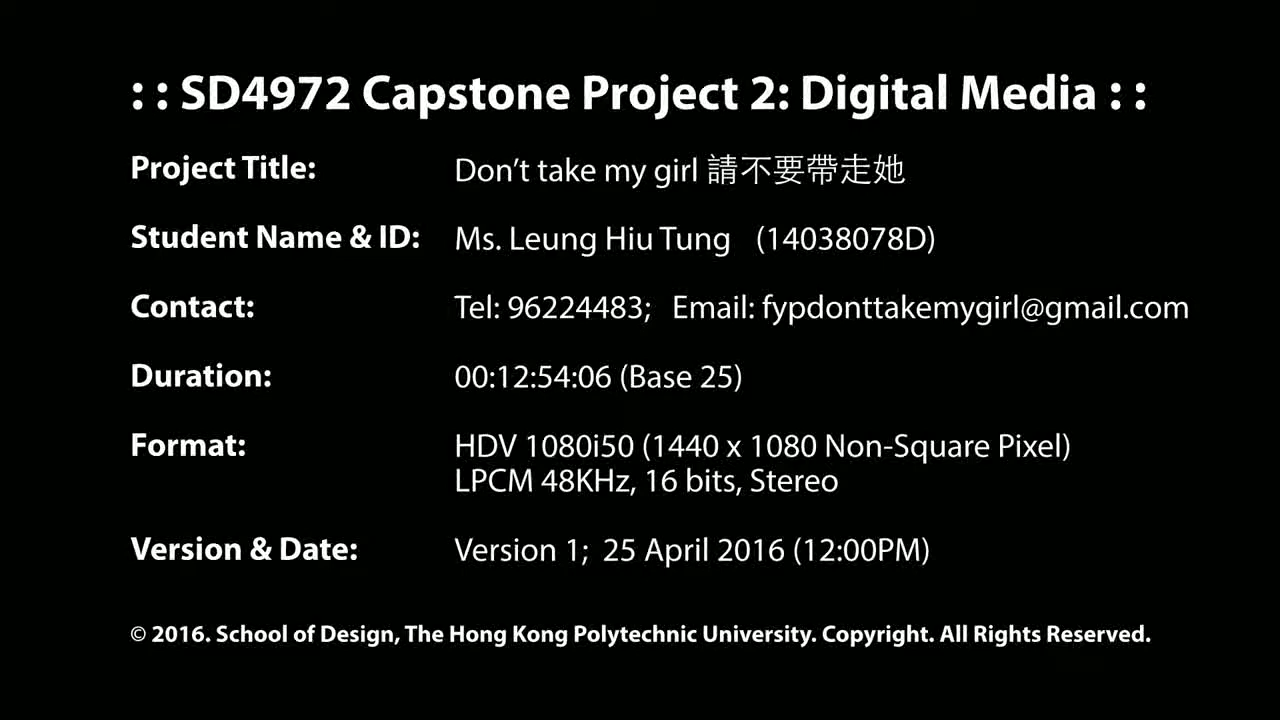 : : SD4972 Capstone Project 2: Digital Media : :
Project Title: Don’t take my girl 請不要帶走她
Student Name & ID: Ms. Leung Hiu Tung (14038078D)
Contact: Tel: 96224483; Email: fypdonttakemygirl@gmail.com
Duration: 00:12:54:06 (Base 25)
Format: HDV 1080i50 (1440 x 1080 Non-Square Pixel)
LPCM 48KHz, 16 bits, Stereo
Version & Date: Version 1; 25 April 2016 (12:00PM)
© 2016. School of Design, The Hong Kong Polytechnic University. Copyright. All Rights Reserved.